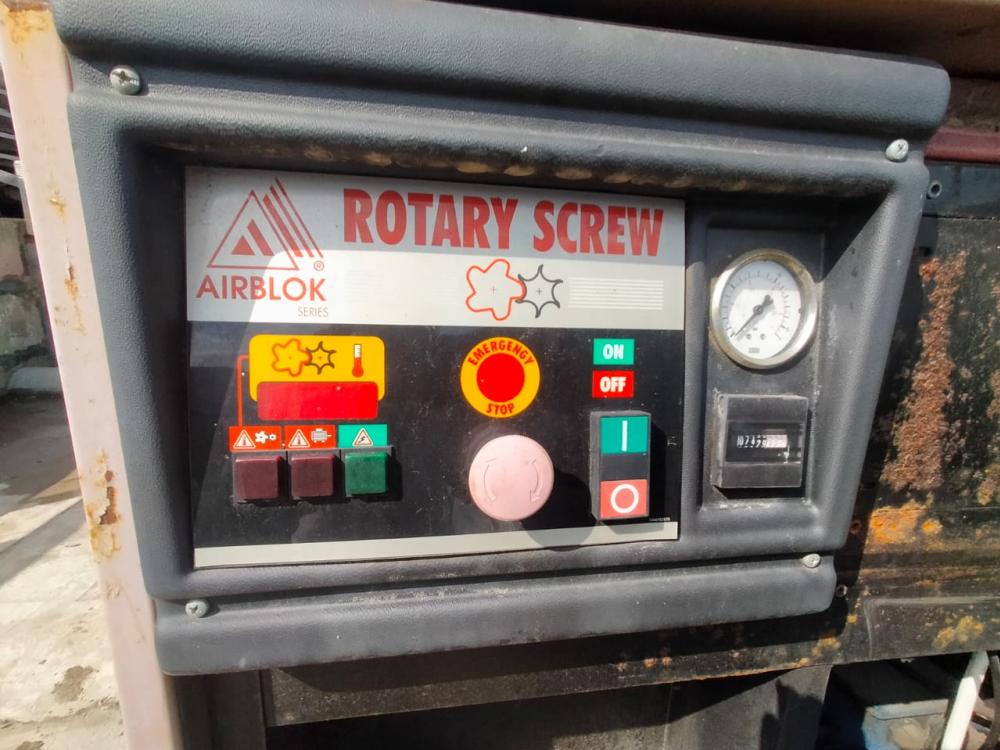 ROTARY SCREW
AIRBLOK
®
SERIES
EMERGENCY
STOP
ON
OFF
I
O